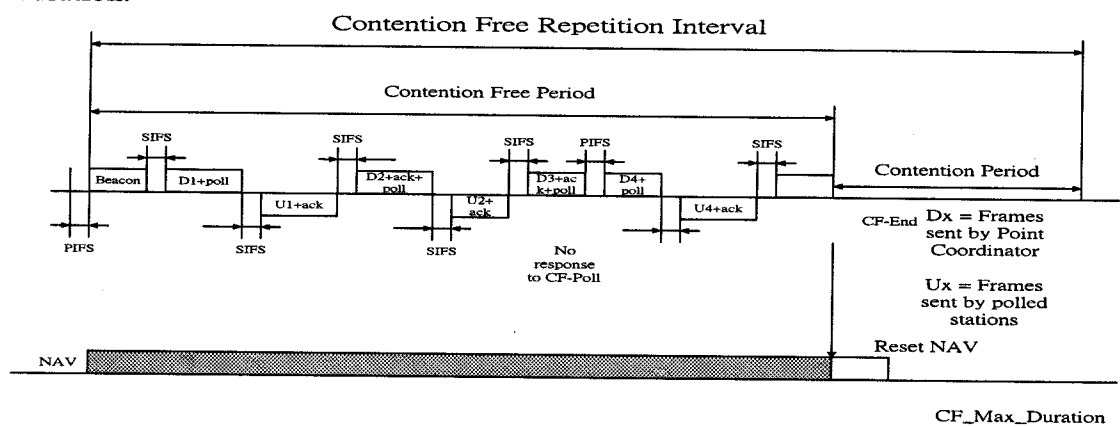 Contention Free Repetition Interval
Contention Free Period
SIFS
SIFS
SIFS
PIFS
SIFS
Contention Period
Beacon
D1+poll
D2+ack+
poll
D3+ac
k+poll
D4+
poll
U1+ack
U2+
ack
U4+ack
PIFS
SIFS
SIFS
No
response
to CF-Poll
CF-End
Dx = Frames
sent by Point
Coordinator
Ux = Frames
sent by polled
stations
Reset NAV
NAV
CF_Max_Duration